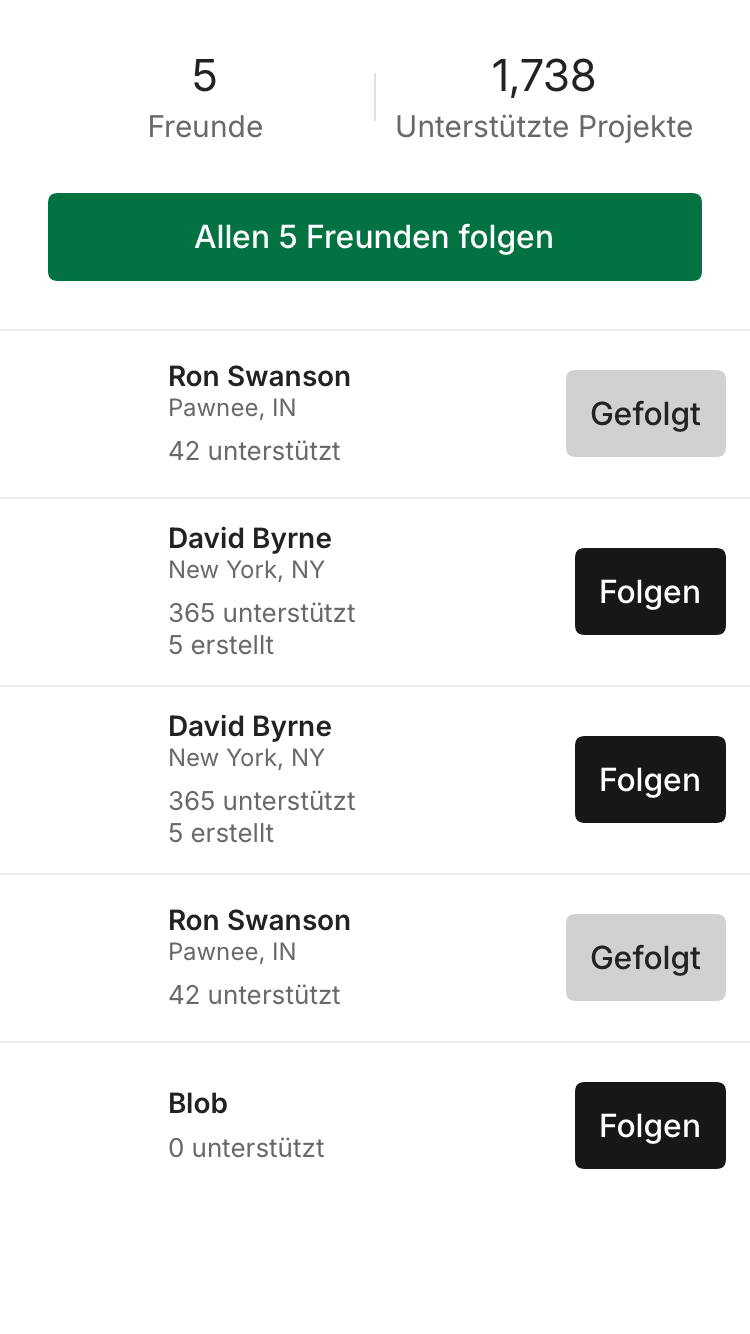 5
Freunde
1,738
Unterstützte Projekte
Allen 5 Freunden folgen
Ron Swanson
Pawnee, IN
42 unterstützt
Gefolgt
David Byrne
New York, NY
365 unterstützt
5 erstellt
Folgen
David Byrne
New York, NY
365 unterstützt
5 erstellt
Folgen
Ron Swanson
Pawnee, IN
42 unterstützt
Gefolgt
Blob
0 unterstützt
Folgen